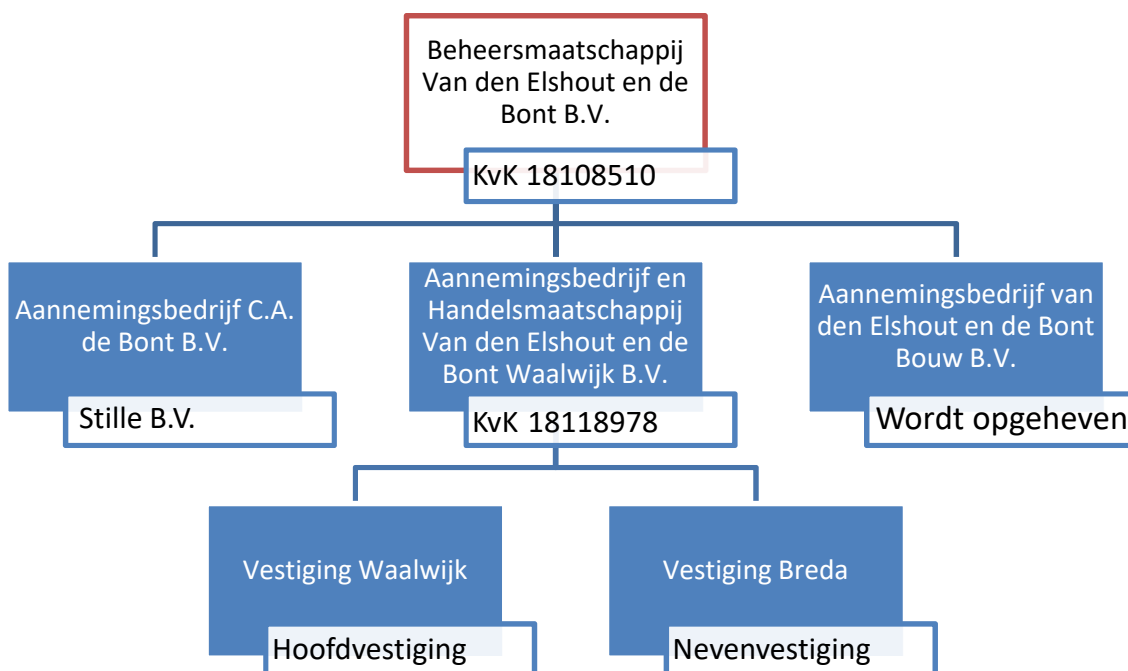 Beheersmaatschappij
Van den Elshout en de
Bont B.V.
KvK 18108510
Aannemingsbedrijf C.A.
de Bont B.V.
Stille B.V.
Aannemingsbedrijf en
Handelsmaatschappij
Van den Elshout en de
Bont Waalwijk B.V.
KvK 18118978
Aannemingsbedrijf van
den Elshout en de Bont
Bouw B.V.
Wordt opgeheven
Vestiging Waalwijk
Hoofdvestiging
Vestiging Breda
Nevenvestiging